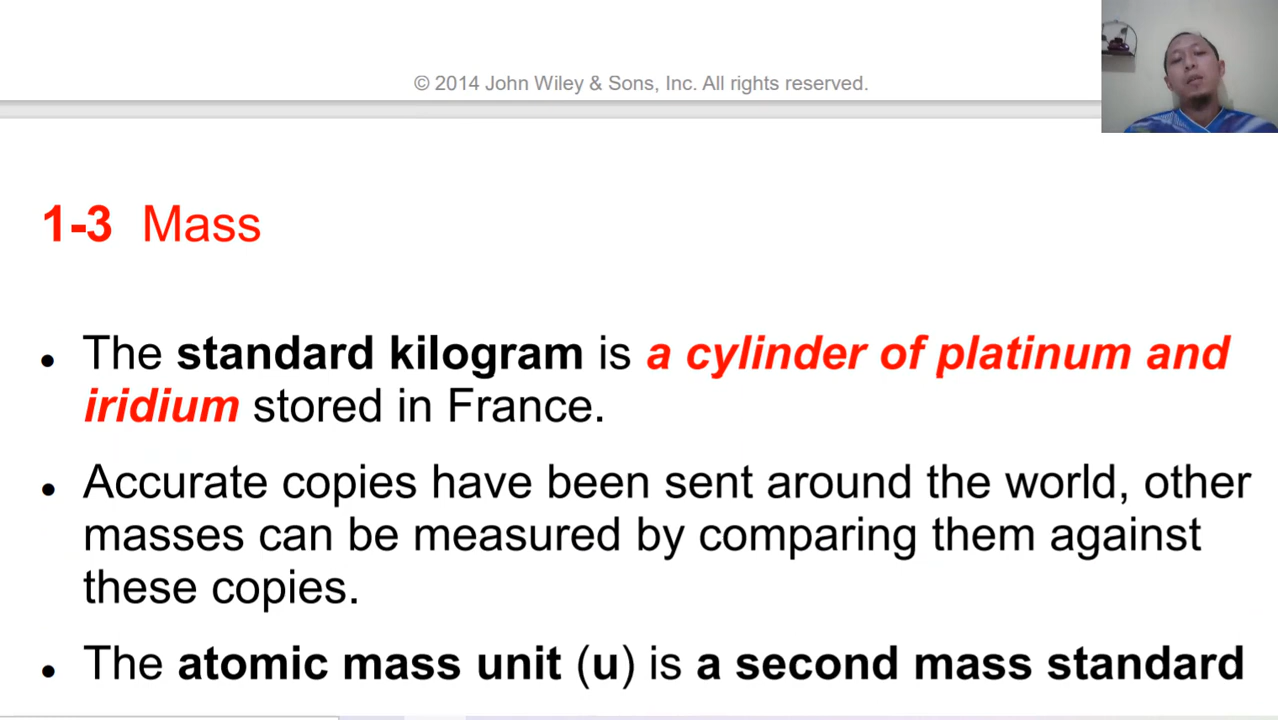 © 2014 John Wiley & Sons, Inc. All rights reserved.
1-3 Mass
• The standard kilogram is a cylinder of platinum and
iridium stored in France.
• Accurate copies have been sent around the world, other
masses can be measured by comparing them against
these copies.
• The atomic mass unit (u) is a second mass standard